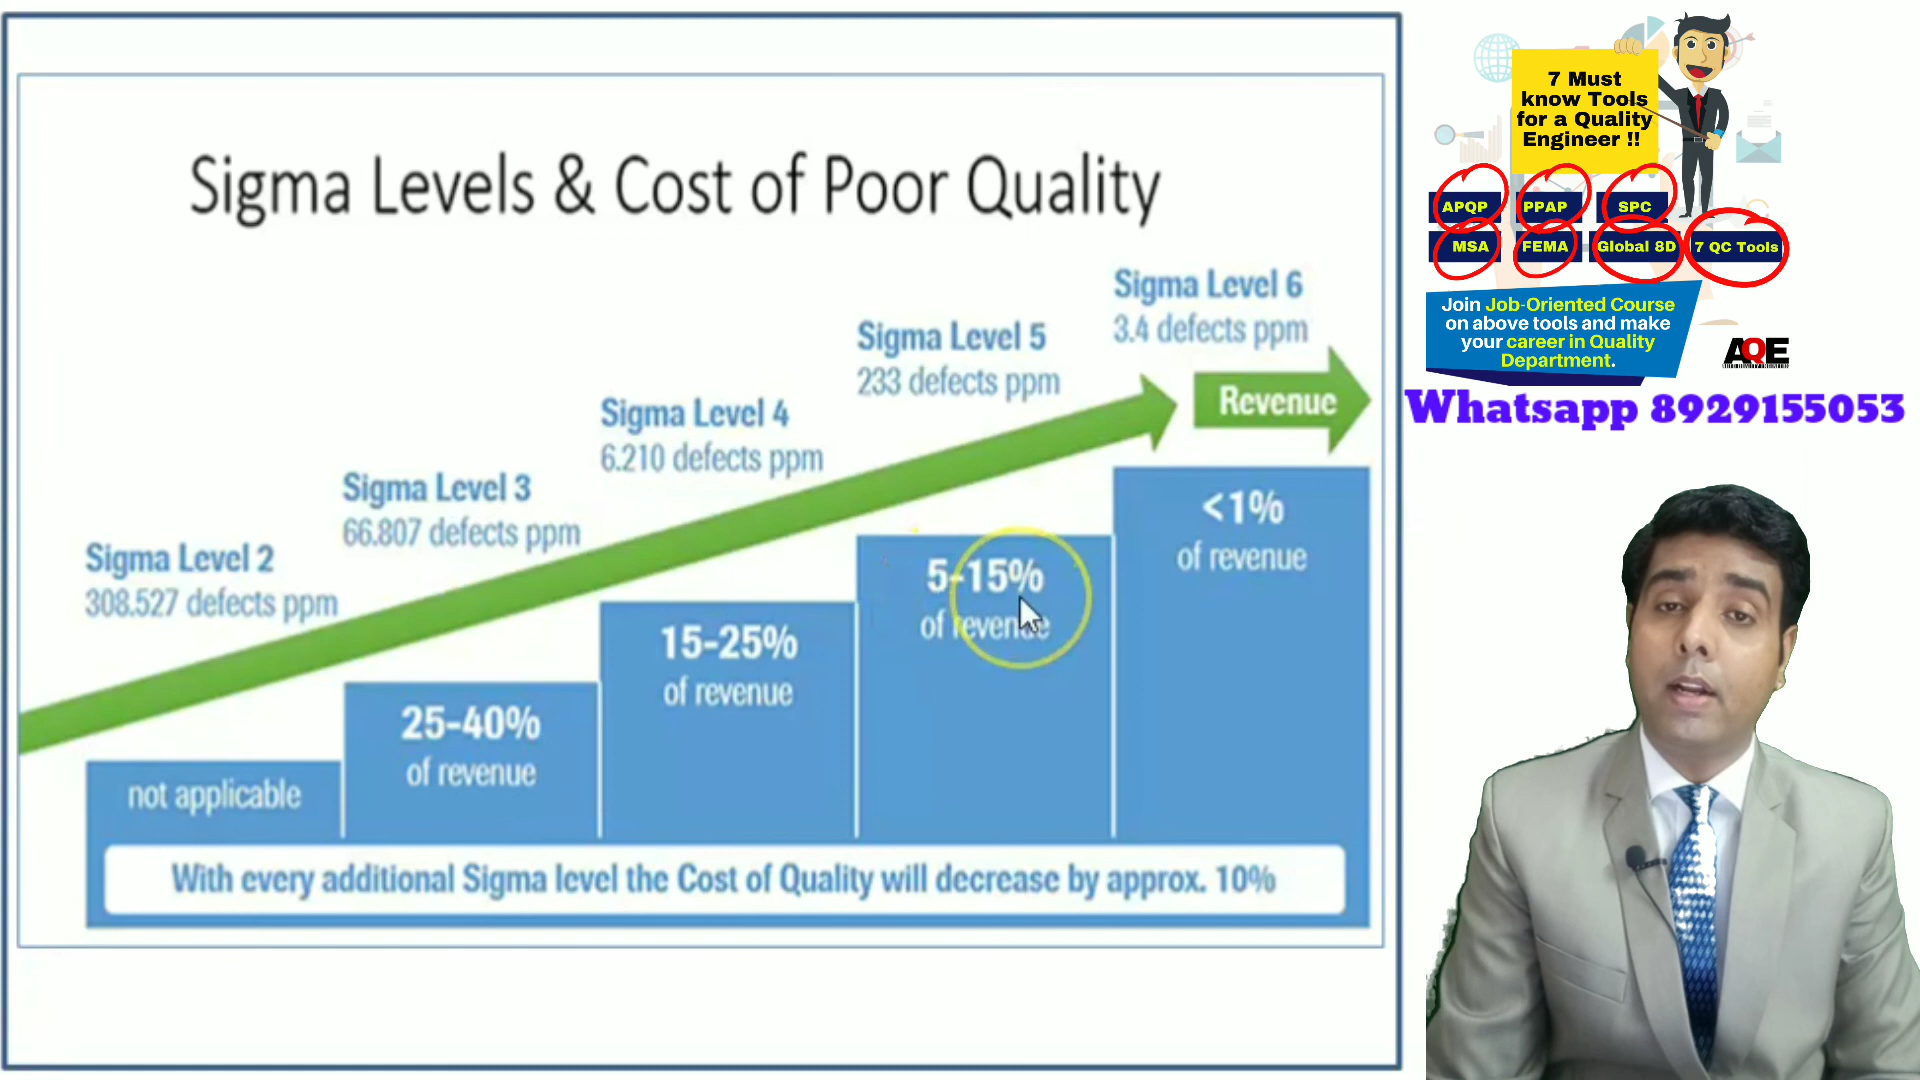 Sigma Levels & Cost of Poor Quality
Sigma Level 2
308.527 defects ppm
Sigma Level 3
66.807 defects ppm
Sigma Level 4
6.210 defects ppm
Sigma Level 5
233 defects ppm
Sigma Level 6
3.4 defects ppm
Revenue
not applicable
25-40%
of revenue
15-25%
of revenue
5-15%
of revenue
<1%
of revenue
With every additional Sigma level the Cost of Quality will decrease by approx. 10%
7 Must
know Tools
for a Quality
Engineer !!
APQP PPAP SPC
MSA FEMA Global 8D 7 QC Tools
Join Job-Oriented Course
on above tools and make
your career in Quality
Department.
AQE
Whatsapp 8929155053